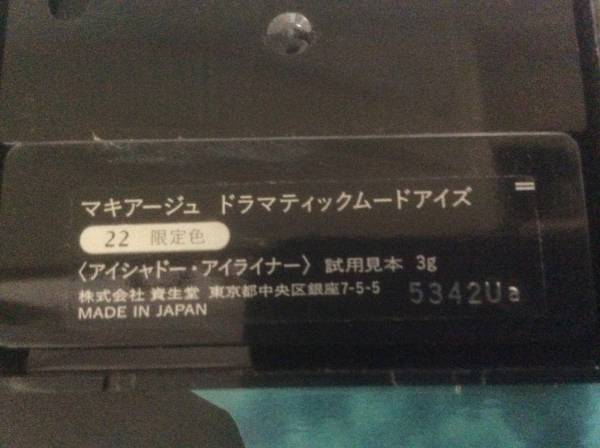 マキアージュ ドラマティックムードアイズ
22 限定色
〈アイシャドー・アイライナー〉 試用見本 3g
株式会社 資生堂 東京都中央区銀座7-5-5 5342Ua
MADE IN JAPAN